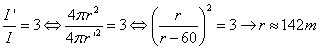 I'/I = 3 ⇔ 4πr²/4πr'² = 3 ⇔ (r/(r−60))² = 3 → r ≈ 142m